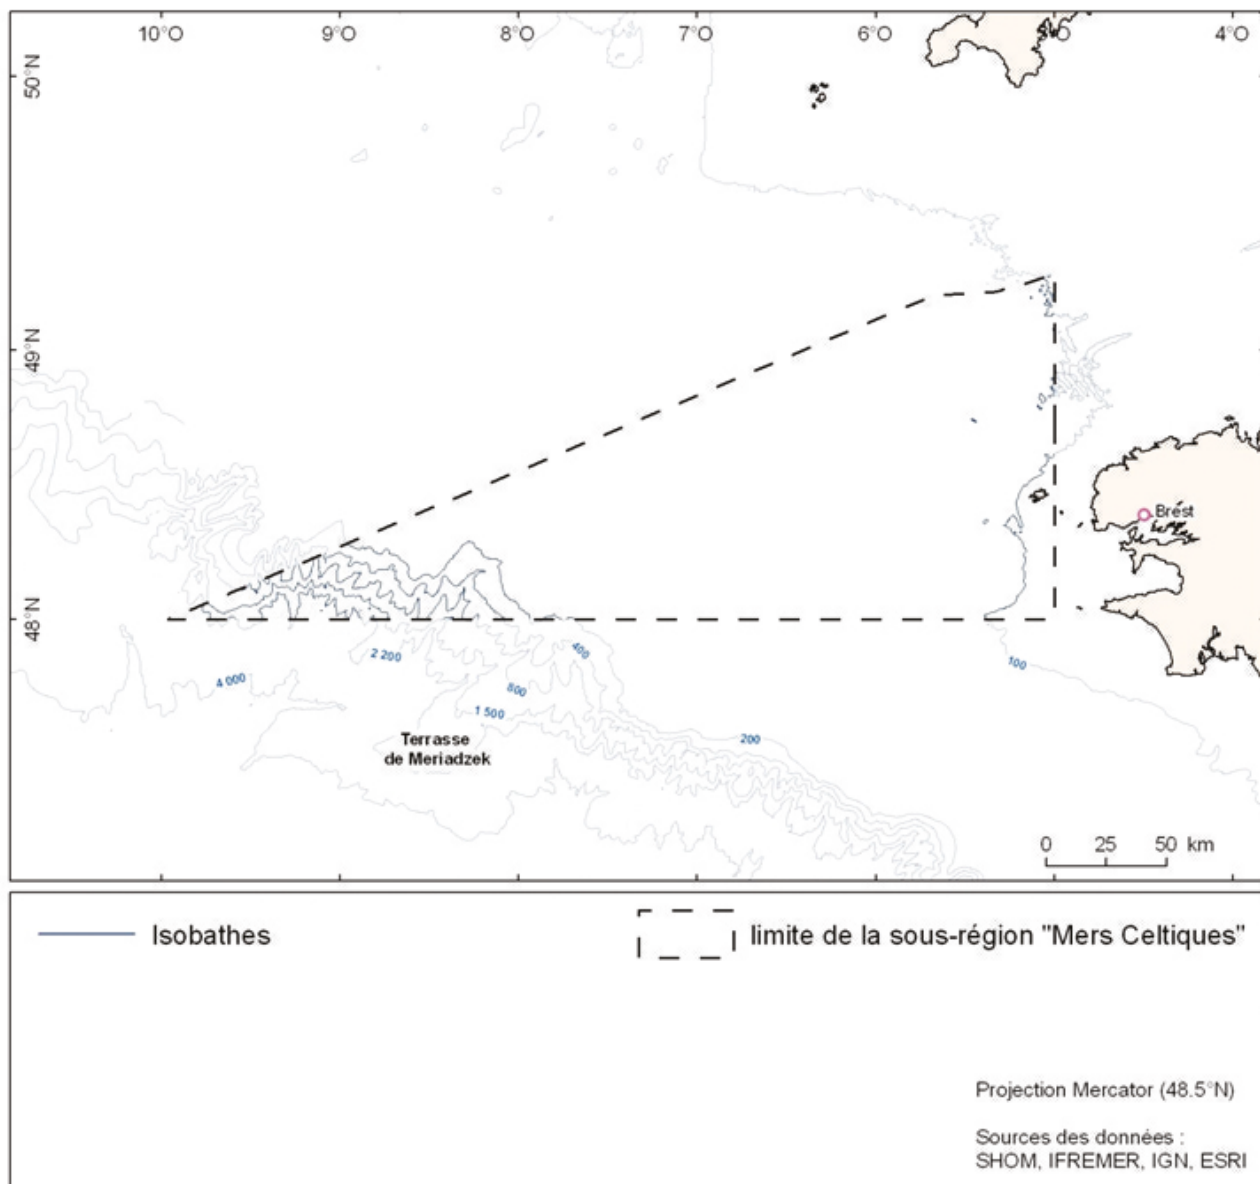 10°O 9°O 8°O 7°O 6°O 5°O 4°O
50°N
49°N
48°N
Brest
400
2 200
100
4 000
800
1 500
200
Terrasse
de Meriadzek
0 25 50 km
Isobathes
limite de la sous-région "Mers Celtiques"
Projection Mercator (48.5°N)
Sources des données :
SHOM, IFREMER, IGN, ESRI